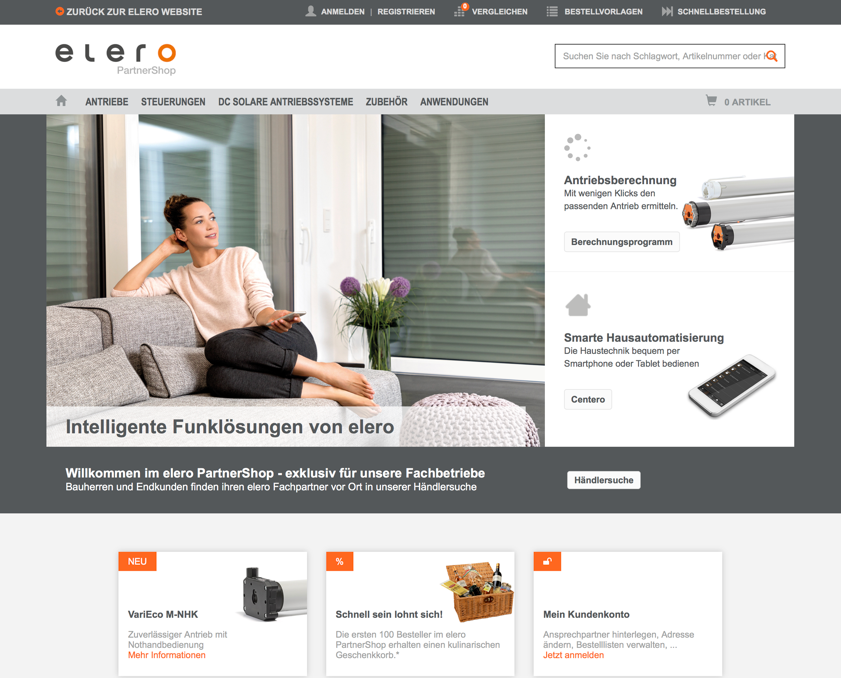 ZURÜCK ZUR ELERO WEBSITE
ANMELDEN | REGISTRIEREN
0
VERGLEICHEN
BESTELLVORLAGEN
SCHNELLBESTELLUNG
elero
PartnerShop
Suchen Sie nach Schlagwort, Artikelnummer oder
ANTRIEBE STEUERUNGEN DC SOLARE ANTRIEBSSYSTEME ZUBEHÖR ANWENDUNGEN
0 ARTIKEL
Antriebsberechnung
Mit wenigen Klicks den
passenden Antrieb ermitteln.
Berechnungsprogramm
Smarte Hausautomatisierung
Die Haustechnik bequem per
Smartphone oder Tablet bedienen
Centero
Intelligente Funklösungen von elero
Willkommen im elero PartnerShop - exklusiv für unsere Fachbetriebe
Bauherren und Endkunden finden ihren elero Fachpartner vor Ort in unserer Händlersuche
Händlersuche
NEU
VariEco M-NHK
Zuverlässiger Antrieb mit
Nothandbedienung
Mehr Informationen
%
Schnell sein lohnt sich!
Die ersten 100 Besteller im elero
PartnerShop erhalten einen kulinarischen
Geschenkkorb.*
Mein Kundenkonto
Ansprechpartner hinterlegen, Adresse
ändern, Bestelllisten verwalten, ...
Jetzt anmelden